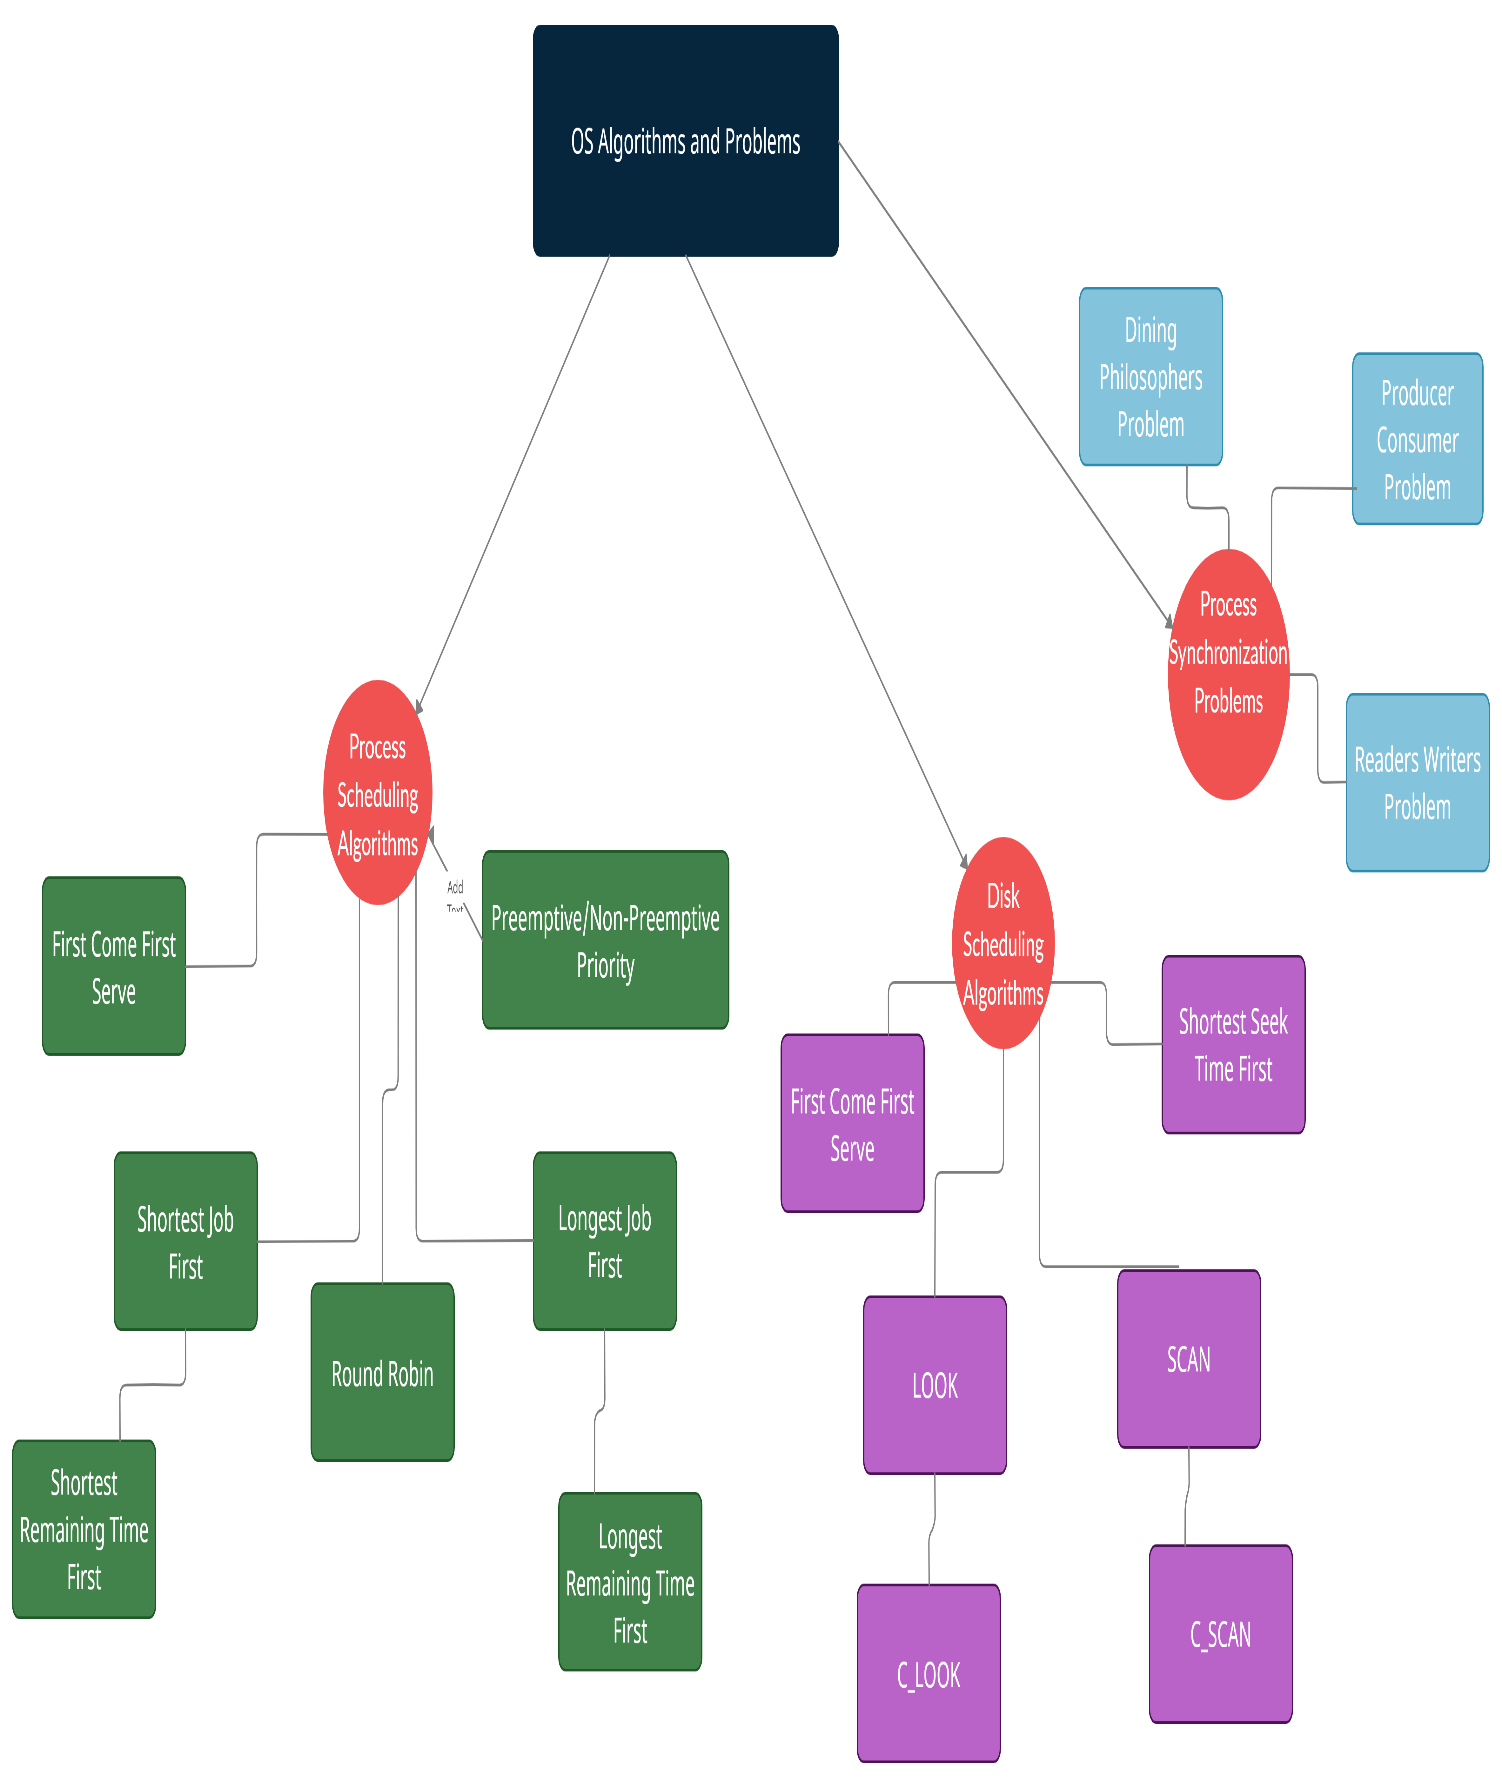 OS Algorithms and Problems
Dining
Philosophers
Problem
Producer
Consumer
Problem
Process
Synchronization
Problems
Readers Writers
Problem
Process
Scheduling
Algorithms
Add
Text
Preemptive/Non-Preemptive
Priority
First Come First
Serve
Disk
Scheduling
Algorithms
Shortest Seek
Time First
First Come First
Serve
Shortest Job
First
Longest Job
First
Round Robin
LOOK
SCAN
Shortest
Remaining Time
First
Longest
Remaining Time
First
C_LOOK
C_SCAN